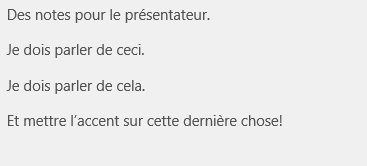 Des notes pour le présentateur.
Je dois parler de ceci.
Je dois parler de cela.
Et mettre l’accent sur cette dernière chose!